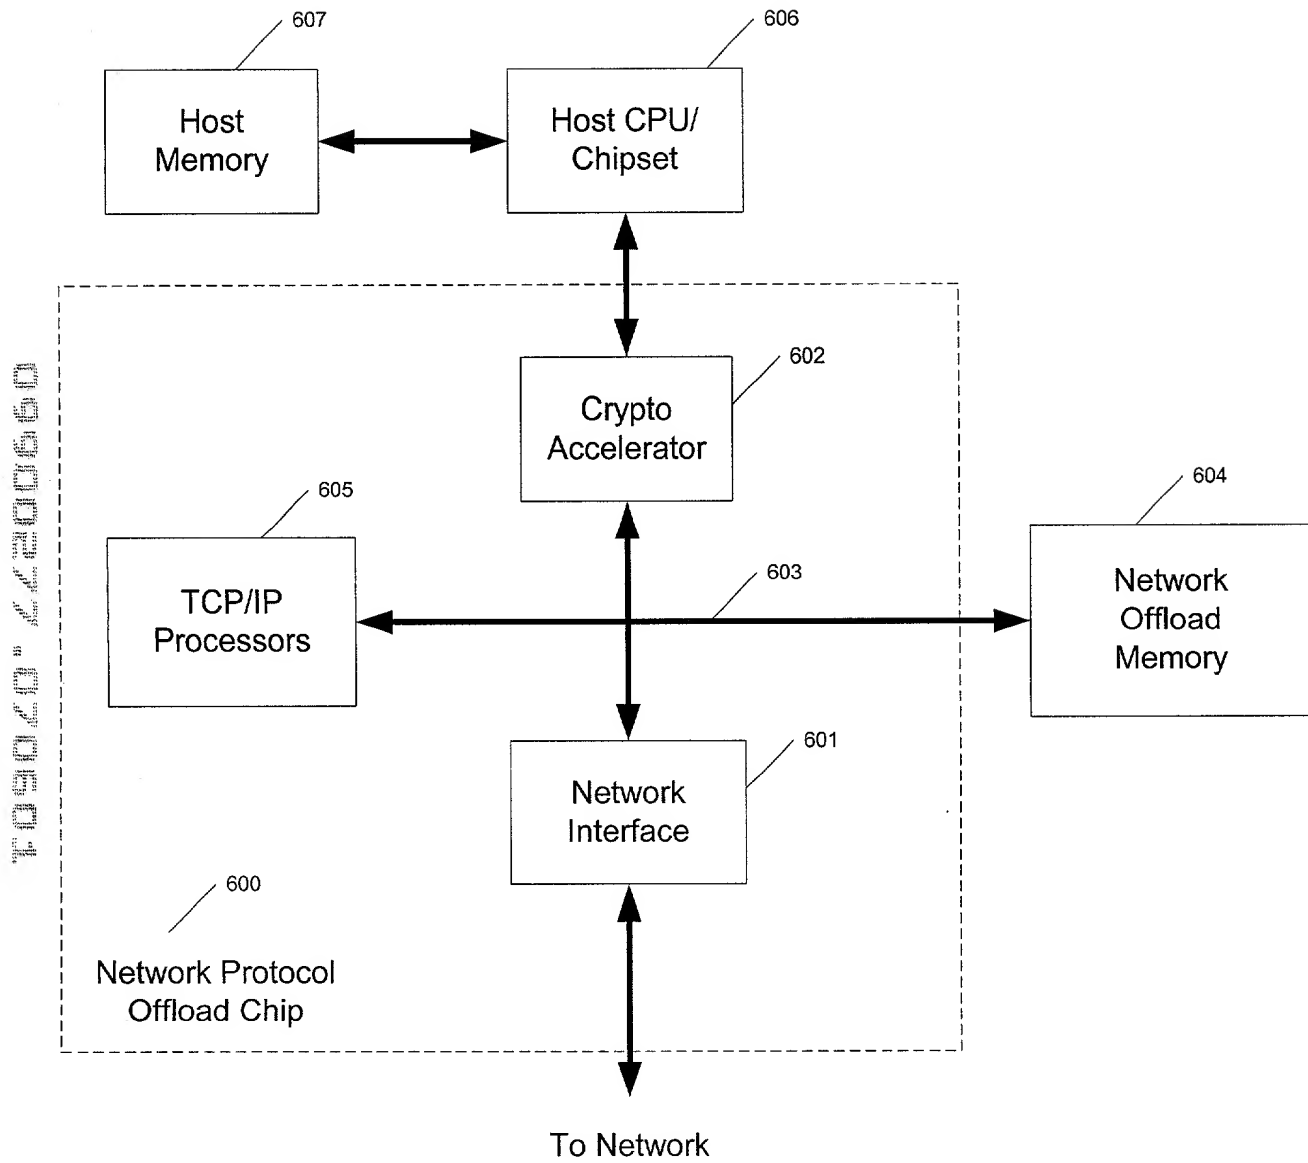 607
606
Host
Memory
Host CPU/
Chipset
602
Crypto
Accelerator
605
604
TCP/IP
Processors
603
Network
Offload
Memory
601
Network
Interface
600
Network Protocol
Offload Chip
To Network